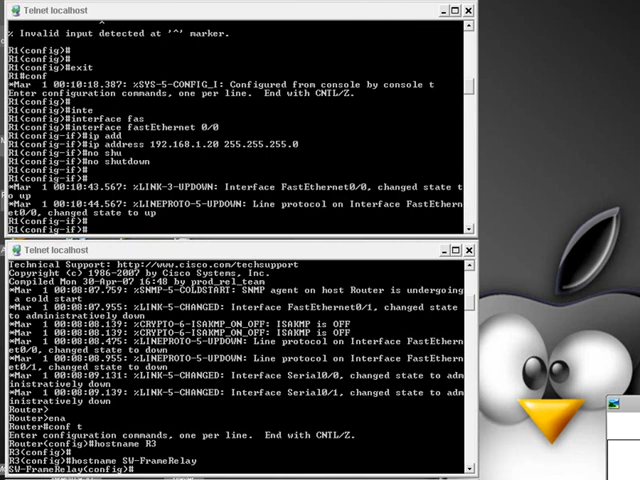 Telnet localhost
^
% Invalid input detected at '^' marker.
R1(config)#
R1(config)#
R1(config)#exit
R1#conf
*Mar  1 00:10:18.387: %SYS-5-CONFIG_I: Configured from console by console t
Enter configuration commands, one per line.  End with CNTL/Z.
R1(config)#
R1(config)#inte
R1(config)#interface fas
R1(config)#interface fastEthernet 0/0
R1(config-if)#ip add
R1(config-if)#ip address 192.168.1.20 255.255.255.0
R1(config-if)#no shu
R1(config-if)#no shutdown
R1(config-if)#
*Mar  1 00:10:43.567: %LINK-3-UPDOWN: Interface FastEthernet0/0, changed state t
o up
*Mar  1 00:10:44.567: %LINEPROTO-5-UPDOWN: Line protocol on Interface FastEthern
et0/0, changed state to up
R1(config-if)#
R1(config-if)#
Telnet localhost
Technical Support: http://www.cisco.com/techsupport
Copyright (c) 1986-2007 by Cisco Systems, Inc.
Compiled Mon 30-Apr-07 16:48 by prod_rel_team
*Mar  1 00:08:07.759: %SNMP-5-COLDSTART: SNMP agent on host Router is undergoing
 a cold start
*Mar  1 00:08:07.955: %LINK-5-CHANGED: Interface FastEthernet0/1, changed state
to administratively down
*Mar  1 00:08:08.139: %CRYPTO-6-ISAKMP_ON_OFF: ISAKMP is OFF
*Mar  1 00:08:08.139: %CRYPTO-6-ISAKMP_ON_OFF: ISAKMP is OFF
*Mar  1 00:08:08.475: %LINEPROTO-5-UPDOWN: Line protocol on Interface FastEthern
et0/0, changed state to down
*Mar  1 00:08:08.955: %LINEPROTO-5-UPDOWN: Line protocol on Interface FastEthern
et0/1, changed state to down
*Mar  1 00:08:09.131: %LINK-5-CHANGED: Interface Serial0/0, changed state to adm
inistratively down
*Mar  1 00:08:09.139: %LINK-5-CHANGED: Interface Serial0/1, changed state to adm
inistratively down
Router>
Router>ena
Router#conf t
Enter configuration commands, one per line.  End with CNTL/Z.
Router(config)#hostname R3
R3(config)#
R3(config)#hostname SW-FrameRelay
SW-FrameRelay(config)#